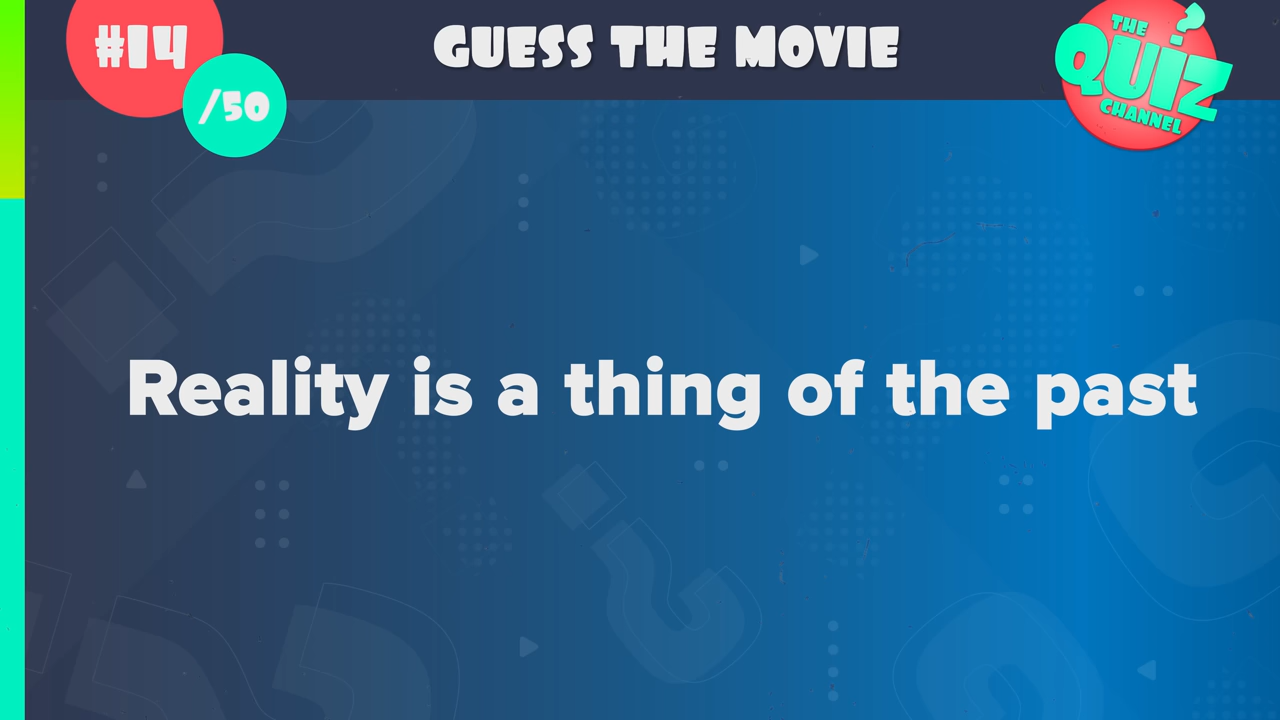 #14
/50
GUESS THE MOVIE
THE
QUIZ
CHANNEL
Reality is a thing of the past